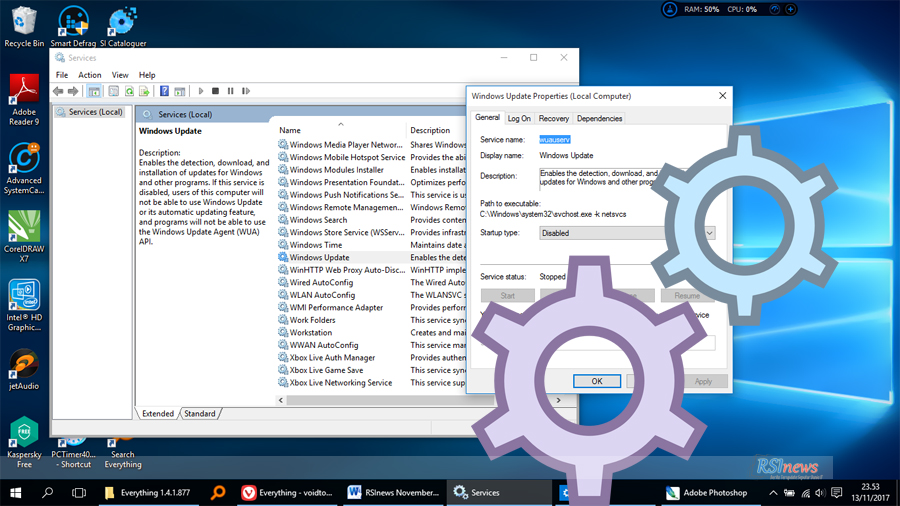 RAM: 50% CPU: 0%
Recycle Bin
Smart Defrag
SI Cataloguer
Adobe
Reader 9
Advanced
SystemCa...
CorelDRAW
X7
Intel® HD
Graphic...
jetAudio
FREE
Kaspersky
Free
PCTimer40...
- Shortcut
Search
Everything
Services
File Action View Help
Services (Local)
Services (Local)
Windows Update
Description:
Enables the detection, download, and
installation of updates for Windows
and other programs. If this service is
disabled, users of this computer will
not be able to use Windows Update
or its automatic updating feature,
and programs will not be able to use
the Windows Update Agent (WUA)
API.
Name Description
Windows Media Player Networ... Shares Windows
Windows Mobile Hotspot Service Provides the abi
Windows Modules Installer Enables installat
Windows Presentation Foundat... Optimizes perfo
Windows Push Notifications Se... This service is u
Windows Remote Managemen... Windows Remo
Windows Search Provides conten
Windows Store Service (WSServ... Provides infrast
Windows Time Maintains date a
Windows Update Enables the dete
WinHTTP Web Proxy Auto-Disc... WinHTTP imple
Wired AutoConfig The Wired Auto
WLAN AutoConfig The WLANSVC s
WMI Performance Adapter Provides perfor
Work Folders This service sync
Workstation Creates and mai
WWAN AutoConfig This service man
Xbox Live Auth Manager Provides authen
Xbox Live Game Save This service sync
Xbox Live Networking Service This service sup
Extended Standard
Windows Update Properties (Local Computer)
General Log On Recovery Dependencies
Service name: wuauserv
Display name: Windows Update
Description: Enables the detection, download, and
updates for Windows and other prog
Path to executable:
C:\Windows\system32\svchost.exe -k netsvcs
Startup type: Disabled
Service status: Stopped
Start Resume
OK Apply
RSInews
Everything 1.4.1.877
Everything - voidto...
RSInews November...
Services
Adobe Photoshop
23.53
13/11/2017